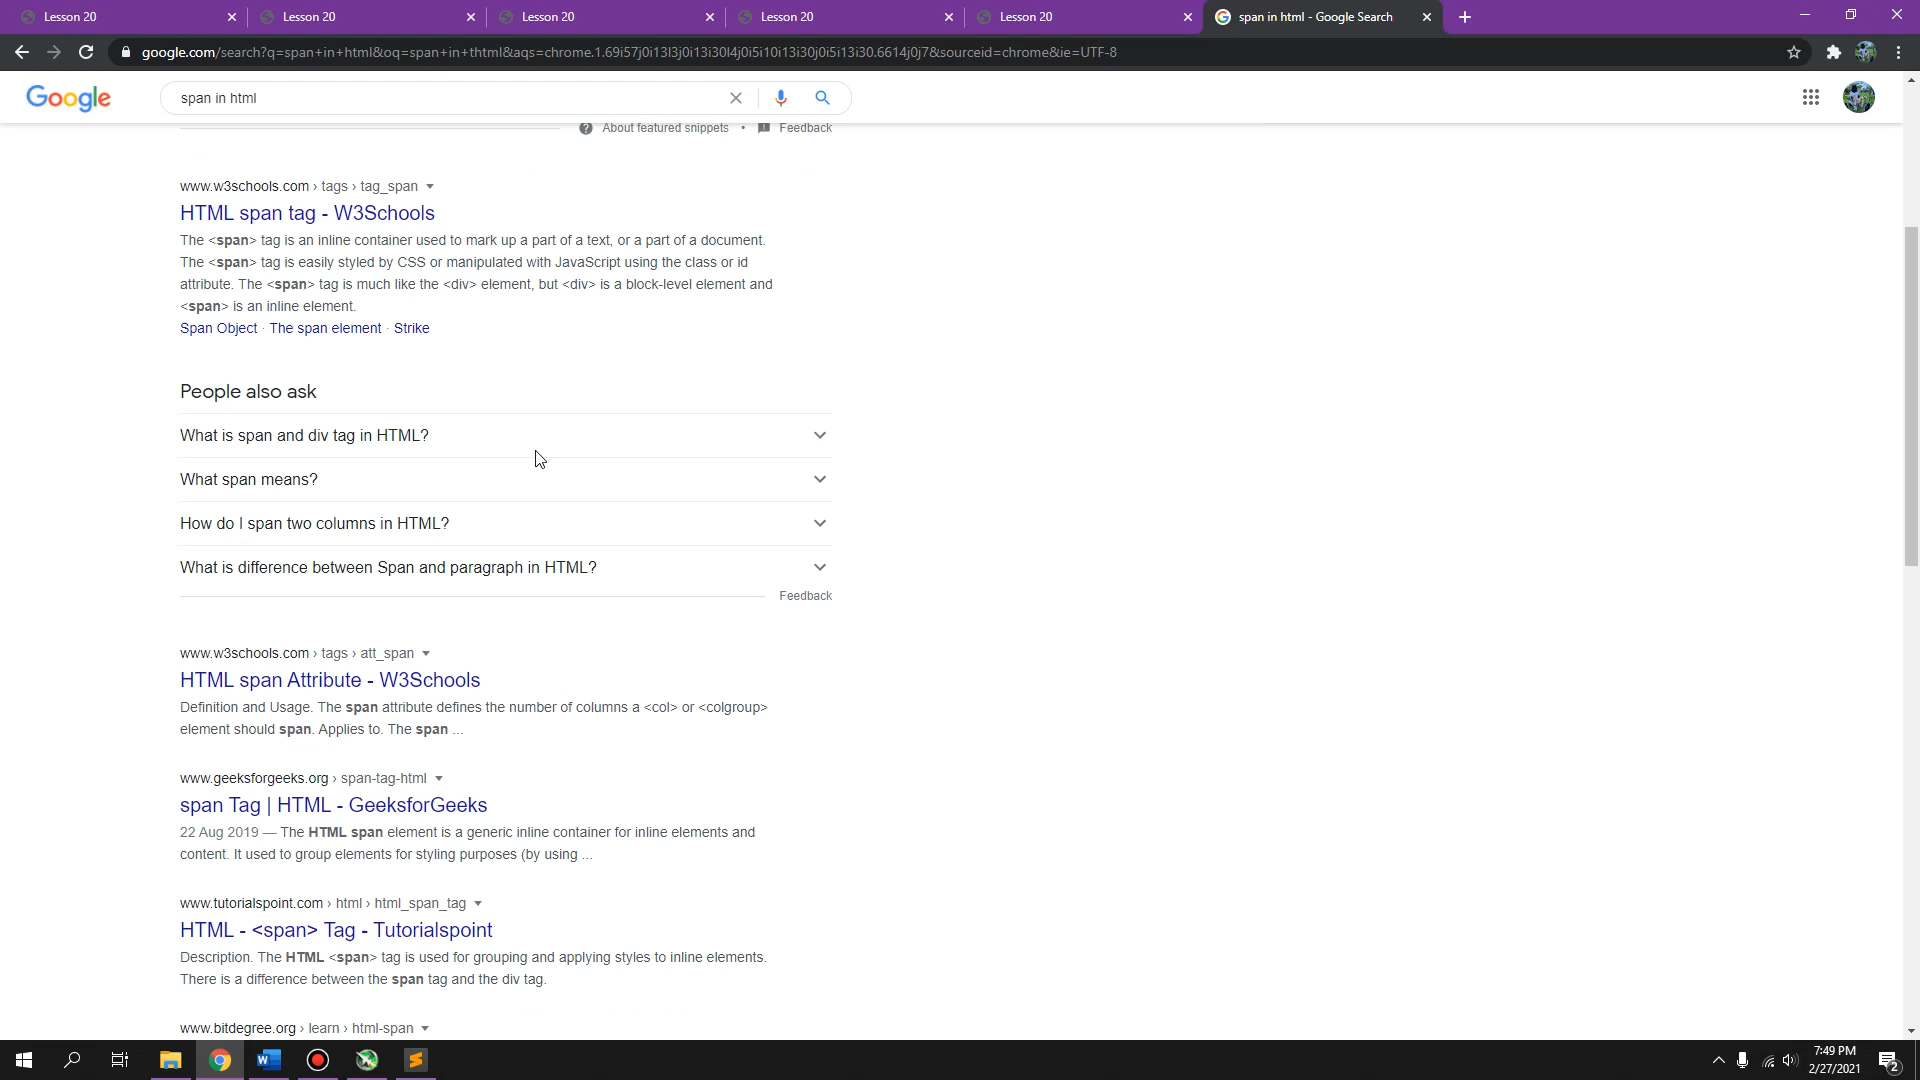 Lesson 20
Lesson 20
Lesson 20
Lesson 20
Lesson 20
span in html - Google Search
google.com/search?q=span+in+html&oq=span+in+thtml&aqs=chrome.1.69i57j0i13l3j0i13i30l4j0i5i10i13i30j0i5i13i30.6614j0j7&sourceid=chrome&ie=UTF-8
Google
span in html
About featured snippets • Feedback
www.w3schools.com › tags › tag_span
HTML span tag - W3Schools
The <span> tag is an inline container used to mark up a part of a text, or a part of a document.
The <span> tag is easily styled by CSS or manipulated with JavaScript using the class or id
attribute. The <span> tag is much like the <div> element, but <div> is a block-level element and
<span> is an inline element.
Span Object · The span element · Strike
People also ask
What is span and div tag in HTML?
What span means?
How do I span two columns in HTML?
What is difference between Span and paragraph in HTML?
Feedback
www.w3schools.com › tags › att_span
HTML span Attribute - W3Schools
Definition and Usage. The span attribute defines the number of columns a <col> or <colgroup>
element should span. Applies to. The span ...
www.geeksforgeeks.org › span-tag-html
span Tag | HTML - GeeksforGeeks
22 Aug 2019 — The HTML span element is a generic inline container for inline elements and
content. It used to group elements for styling purposes (by using ...
www.tutorialspoint.com › html › html_span_tag
HTML - <span> Tag - Tutorialspoint
Description. The HTML <span> tag is used for grouping and applying styles to inline elements.
There is a difference between the span tag and the div tag.
www.bitdegree.org › learn › html-span
7:49 PM
2/27/2021
2